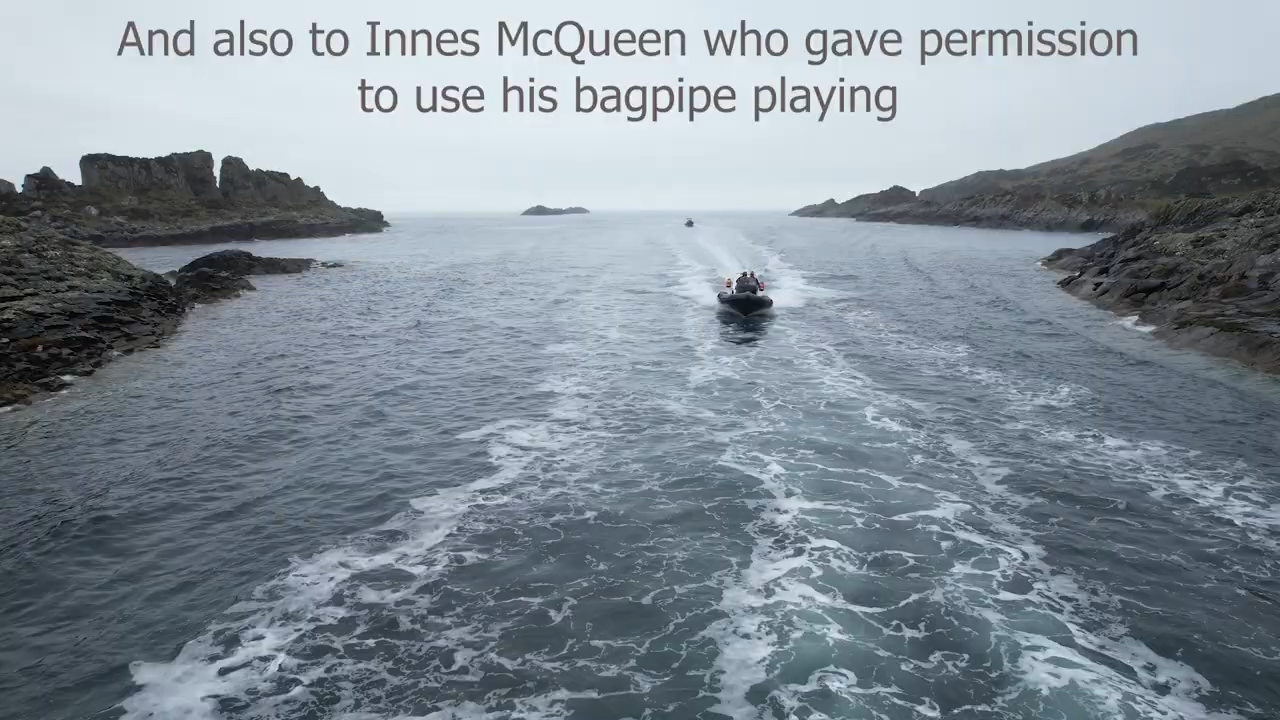 And also to Innes McQueen who gave permission
to use his bagpipe playing